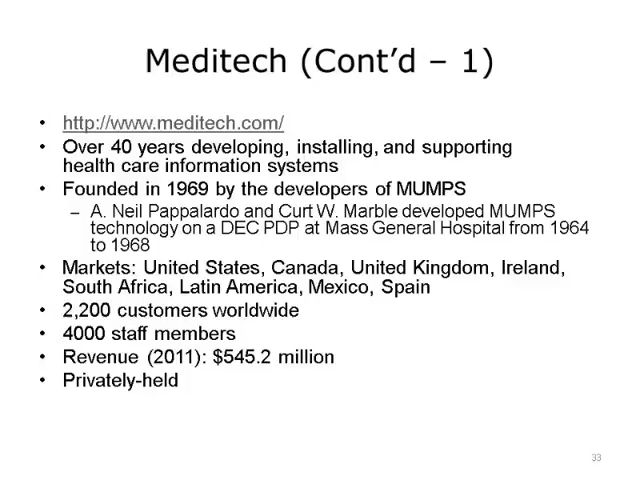 Meditech (Cont’d – 1)
• http://www.meditech.com/
• Over 40 years developing, installing, and supporting
health care information systems
• Founded in 1969 by the developers of MUMPS
– A. Neil Pappalardo and Curt W. Marble developed MUMPS
technology on a DEC PDP at Mass General Hospital from 1964
to 1968
• Markets: United States, Canada, United Kingdom, Ireland,
South Africa, Latin America, Mexico, Spain
• 2,200 customers worldwide
• 4000 staff members
• Revenue (2011): $545.2 million
• Privately-held
33